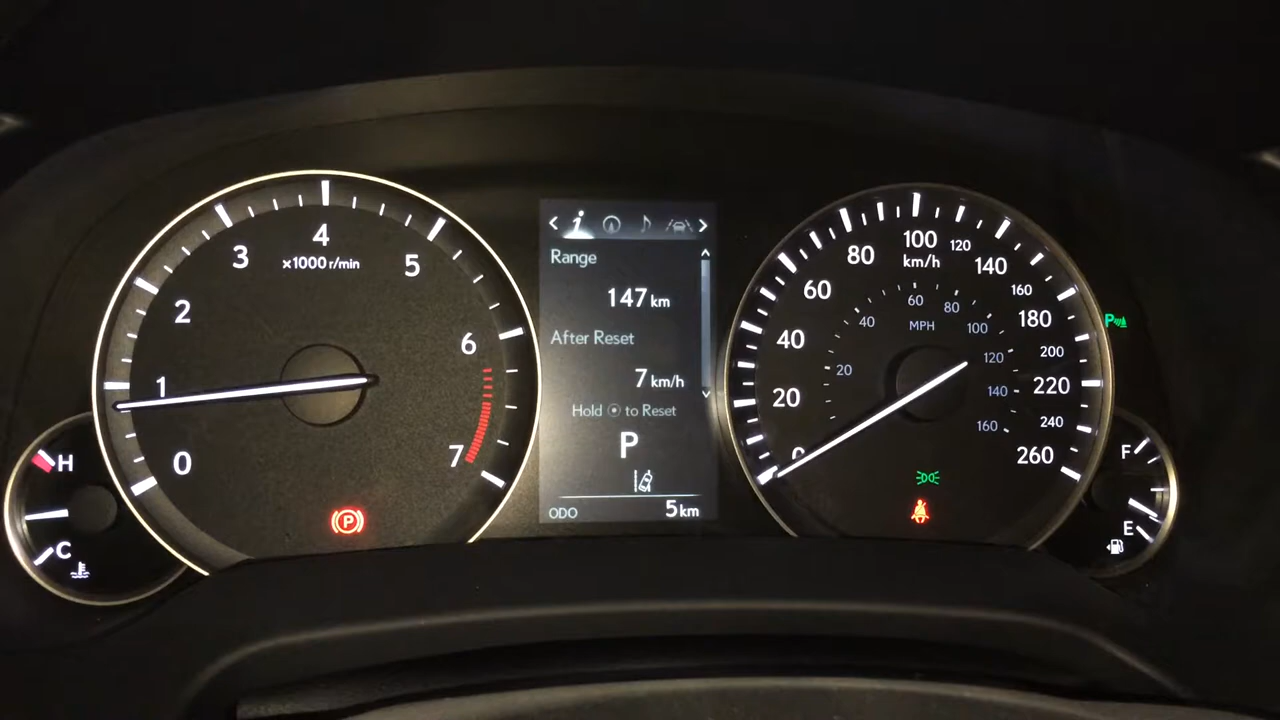 0
1
2
3
4
5
6
7
×1000 r/min
H
C
P
Range
147 km
After Reset
7 km/h
Hold ⦿ to Reset
P
ODO 5 km
0
20
40
60
80
100
120
140
160
180
200
220
240
260
km/h
20
40
60
80
100
120
140
160
MPH
P
F
E